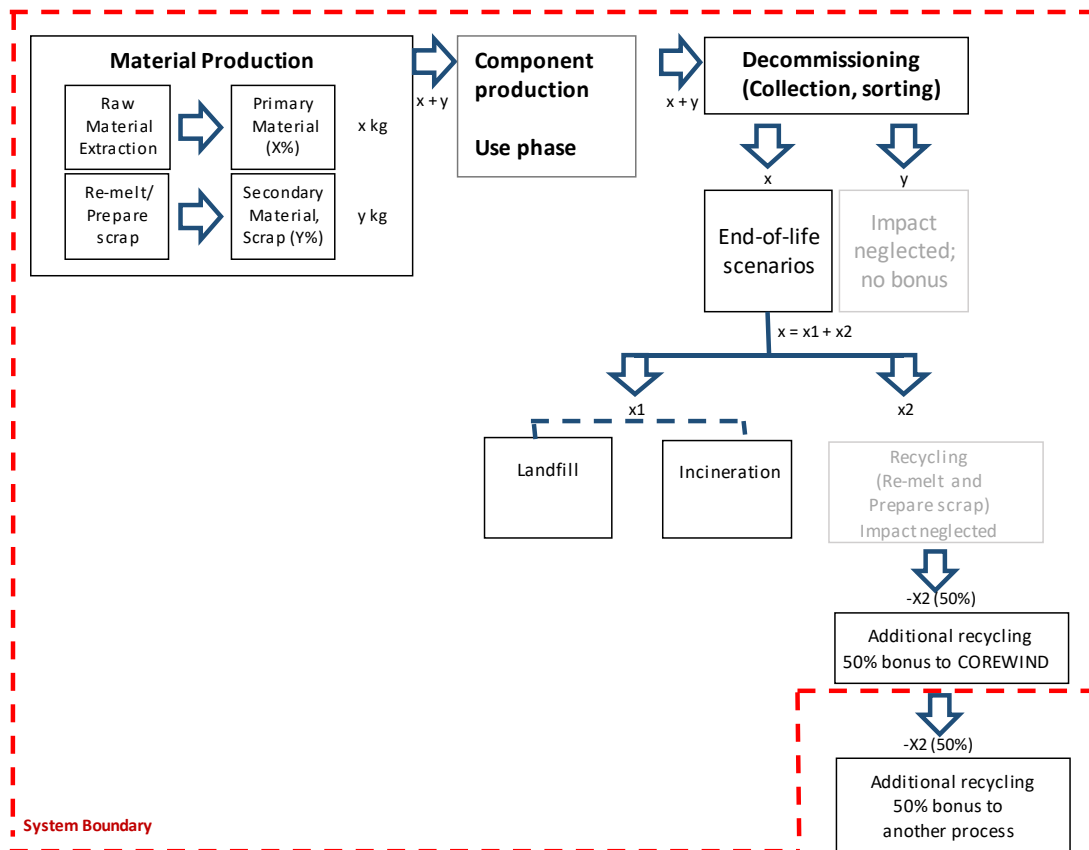 Material Production
Raw
Material
Extraction
Primary
Material
(X%)
x kg
Re-melt/
Prepare
scrap
Secondary
Material,
Scrap (Y%)
y kg
x + y
Component
production
Use phase
x + y
Decommissioning
(Collection, sorting)
x
y
End-of-life
scenarios
Impact
neglected;
no bonus
x = x1 + x2
x1
x2
Landfill
Incineration
Recycling
(Re-melt and
Prepare scrap)
Impact neglected
-X2 (50%)
Additional recycling
50% bonus to COREWIND
-X2 (50%)
Additional recycling
50% bonus to
another process
System Boundary